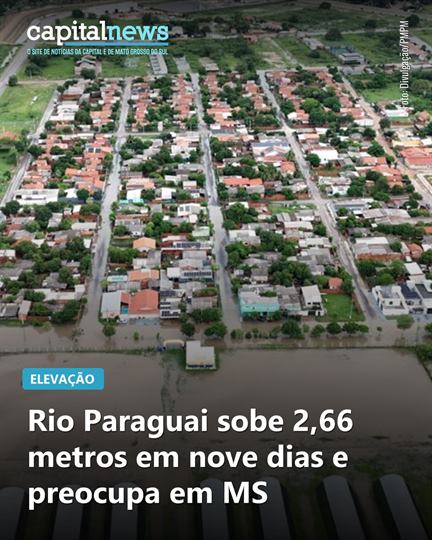 capitalnews
O SITE DE NOTÍCIAS DA CAPITAL E DE MATO GROSSO DO SUL
Foto: Divulgação/PMPM
ELEVAÇÃO
Rio Paraguai sobe 2,66
metros em nove dias e
preocupa em MS